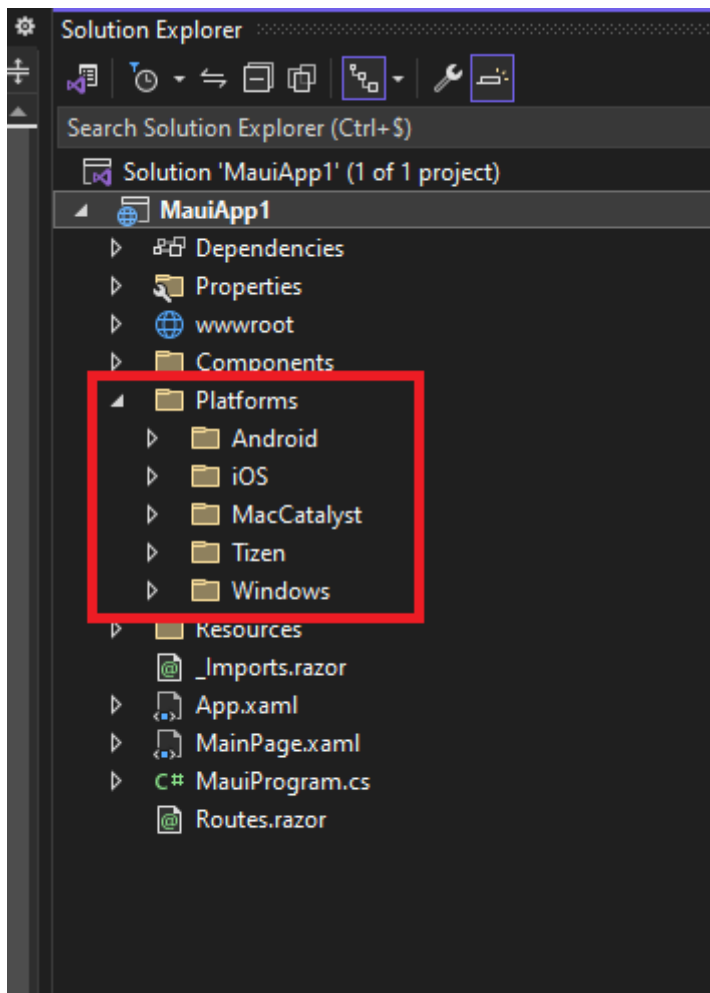 Solution Explorer
Search Solution Explorer (Ctrl+$)
Solution 'MauiApp1' (1 of 1 project)
MauiApp1
Dependencies
Properties
wwwroot
Components
Platforms
Android
iOS
MacCatalyst
Tizen
Windows
Resources
_Imports.razor
App.xaml
MainPage.xaml
C# MauiProgram.cs
Routes.razor